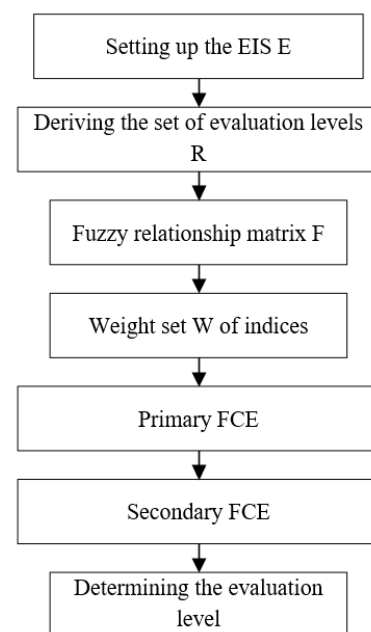 Setting up the EIS E
Deriving the set of evaluation levels
R
Fuzzy relationship matrix F
Weight set W of indices
Primary FCE
Secondary FCE
Determining the evaluation
level